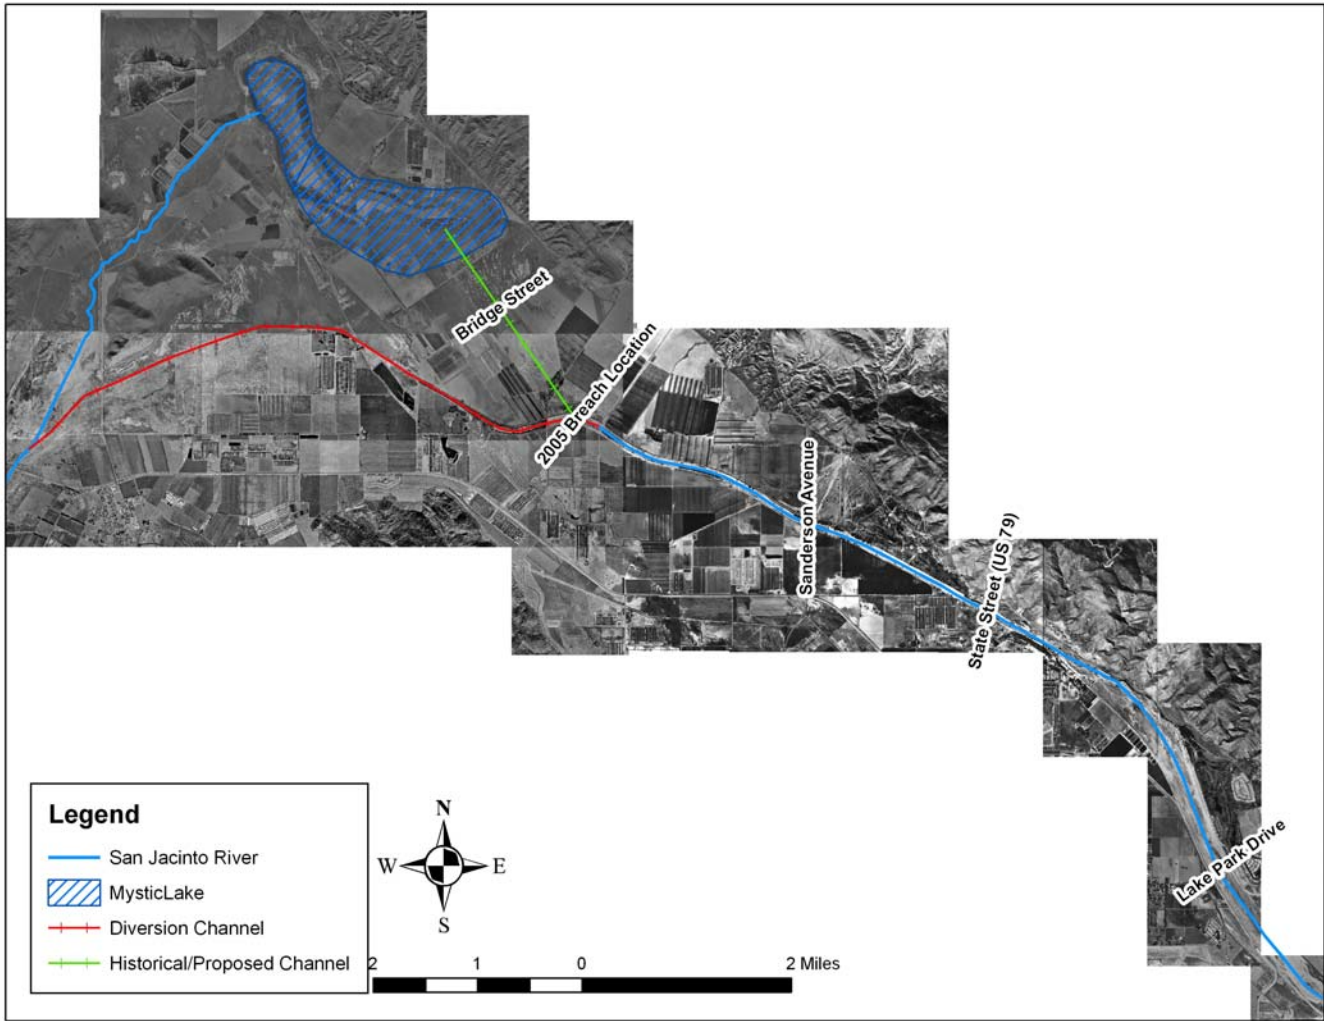 Bridge Street
2005 Breach Location
Sanderson Avenue
State Street (US 79)
Lake Park Drive
Legend
San Jacinto River
MysticLake
Diversion Channel
Historical/Proposed Channel
N
W E
S
2 1 0 2 Miles